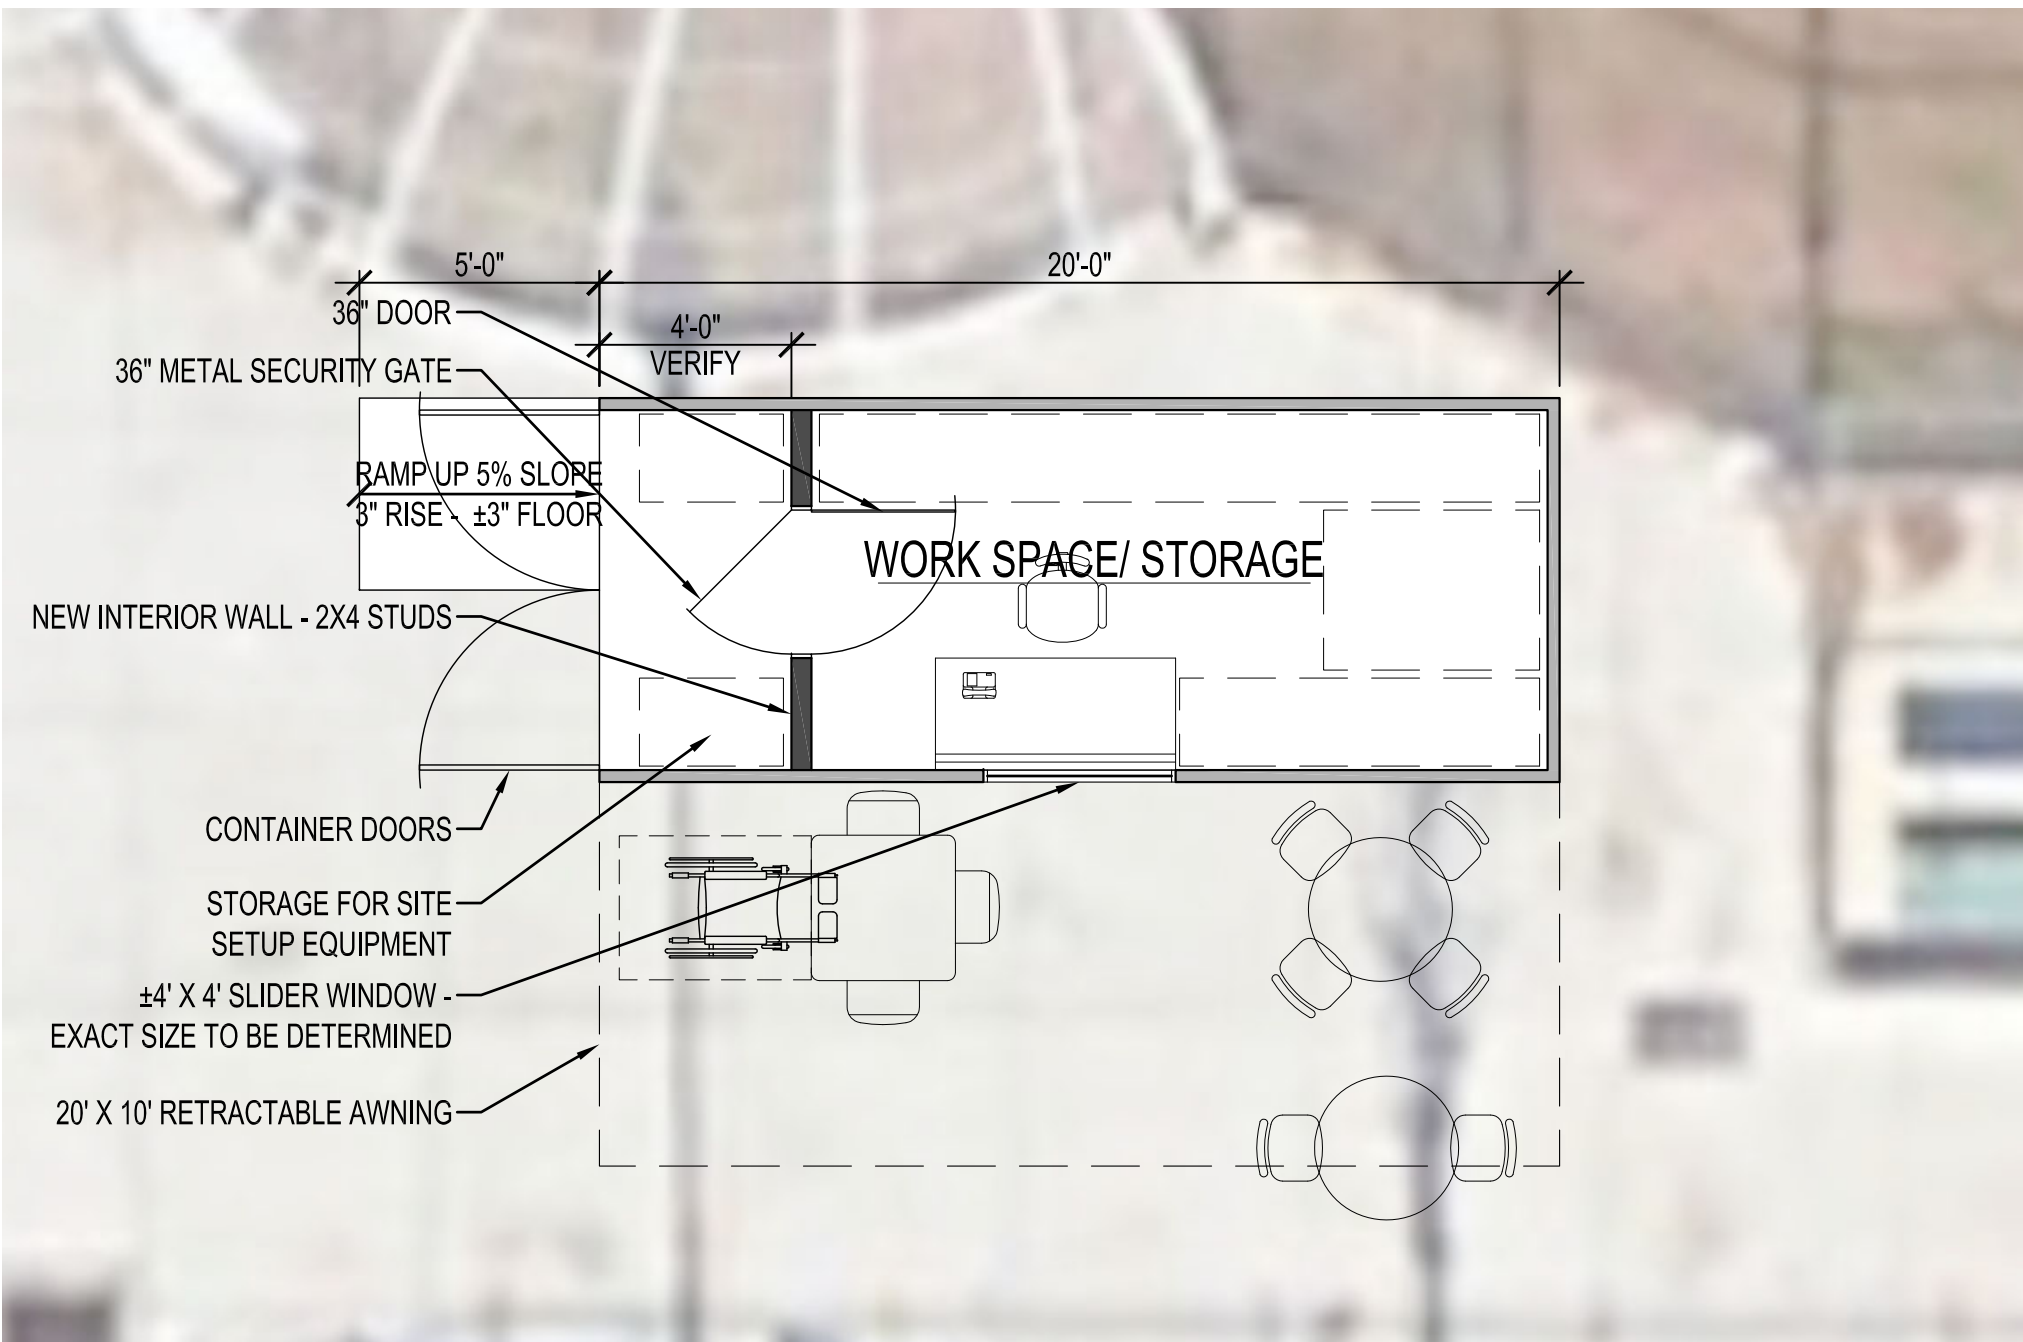 5'-0"
20'-0"
36" DOOR
4'-0"
VERIFY
36" METAL SECURITY GATE
RAMP UP 5% SLOPE
3" RISE - ±3" FLOOR
WORK SPACE/ STORAGE
NEW INTERIOR WALL - 2X4 STUDS
CONTAINER DOORS
STORAGE FOR SITE
SETUP EQUIPMENT
±4' X 4' SLIDER WINDOW -
EXACT SIZE TO BE DETERMINED
20' X 10' RETRACTABLE AWNING